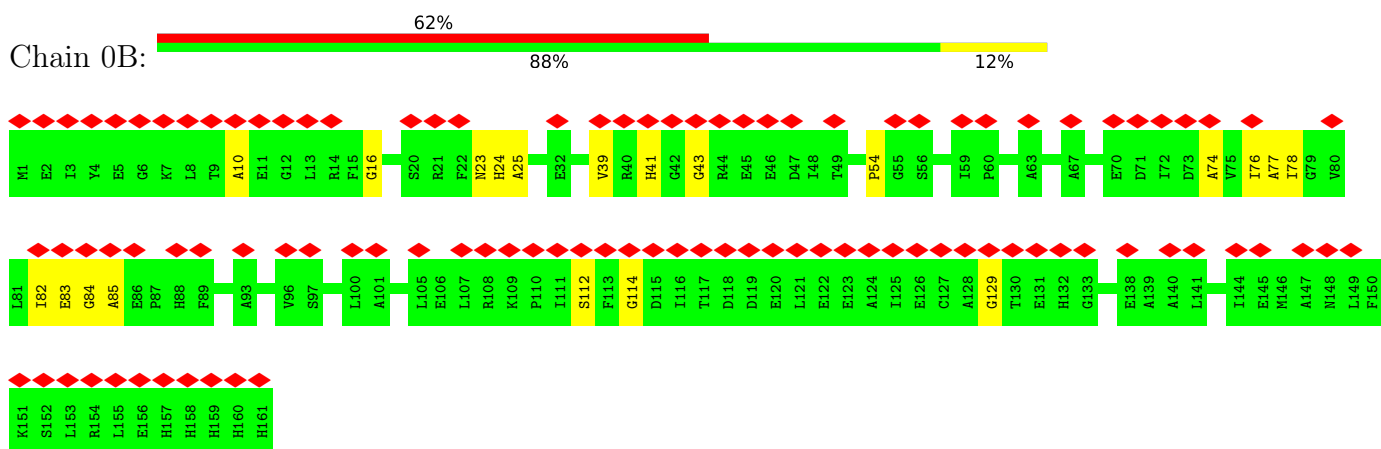 62%
Chain 0B:
88% 12%
M1 E2 I3 Y4 E5 G6 K7 L8 T9 A10 E11 G12 L13 R14 F15 G16 S20 R21 F22 N23 H24 A25 E32 V39 R40 H41 G42 G43 R44 E45 E46 D47 I48 T49 P54 G55 S56 I59 P60 A63 A67 E70 D71 I72 D73 A74 V75 I76 A77 I78 G79 V80
L81 I82 E83 G84 A85 E86 P87 H88 F89 A93 V96 S97 L100 A101 L105 E106 L107 R108 K109 P110 I111 S112 F113 G114 D115 I116 T117 D118 D119 E120 L121 E122 E123 A124 I125 E126 C127 A128 G129 T130 E131 H132 G133 E138 A139 A140 L141 I144 E145 M146 A147 N148 L149 F150
K151 S152 L153 R154 L155 E156 H157 H158 H159 H160 H161